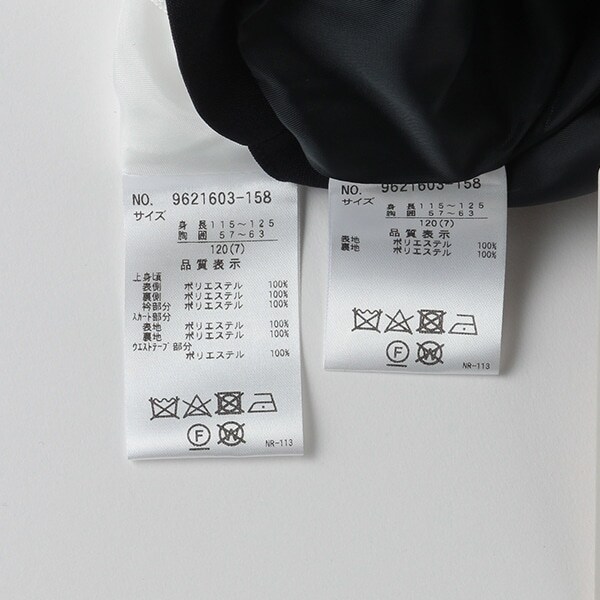 NO. 9621603-158
サイズ
身長 115~125
胸囲 57~63
120(7)
品質表示
上身頃
表側 ポリエステル 100%
裏側 ポリエステル 100%
衿部分 ポリエステル 100%
スカート部分
表地 ポリエステル 100%
裏地 ポリエステル 100%
ウエストテープ部分
ポリエステル 100%
F W
NR-113
NO. 9621603-158
サイズ
身長 115~125
胸囲 57~63
120(7)
品質表示
表地 ポリエステル 100%
裏地 ポリエステル 100%
F W
NR-113